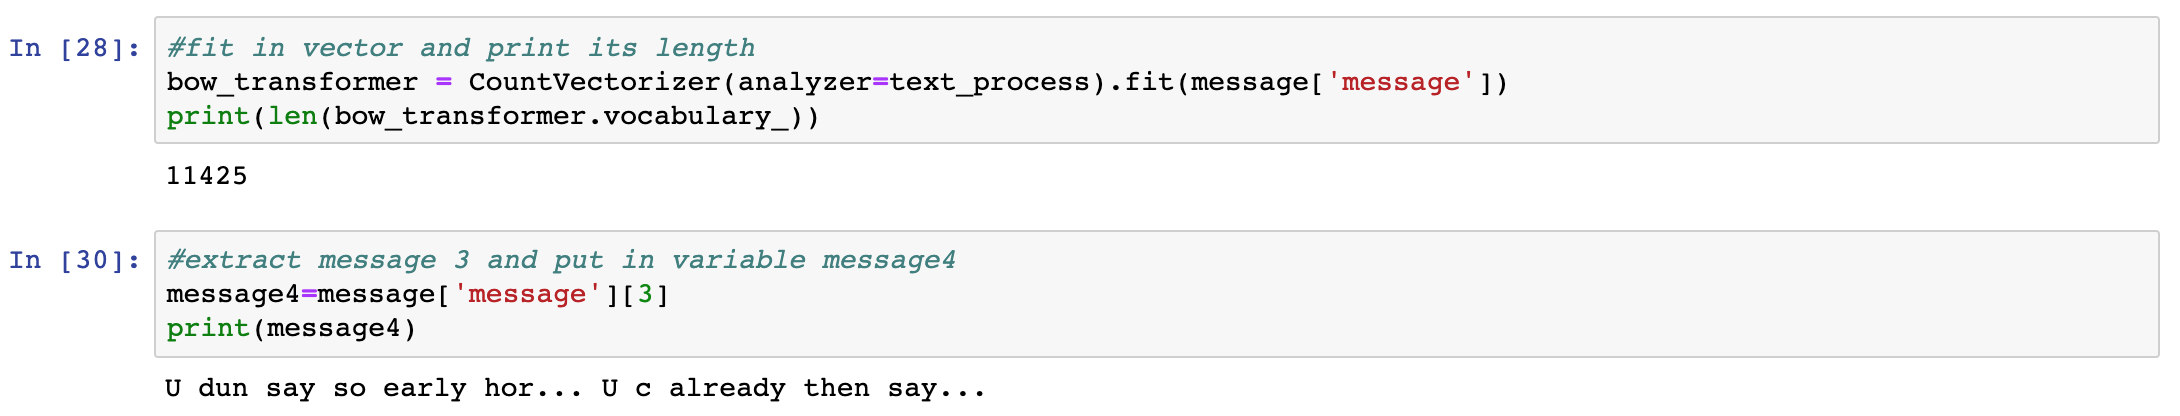 In [28]: #fit in vector and print its length
bow_transformer = CountVectorizer(analyzer=text_process).fit(message['message'])
print(len(bow_transformer.vocabulary_))
11425
In [30]: #extract message 3 and put in variable message4
message4=message['message'][3]
print(message4)
U dun say so early hor... U c already then say...